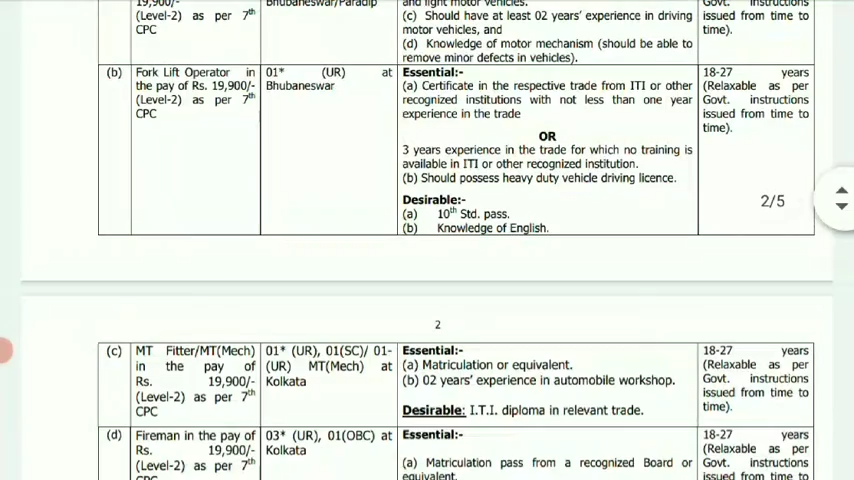 19,900/-
(Level-2) as per 7th
CPC
Bhubaneswar/Paradip
and light motor vehicles.
(c) Should have at least 02 years' experience in driving
motor vehicles, and
(d) Knowledge of motor mechanism (should be able to
remove minor defects in vehicles).
Govt. instructions
issued from time to
time).
(b)
Fork Lift Operator in
the pay of Rs. 19,900/-
(Level-2) as per 7th
CPC
01* (UR) at
Bhubaneswar
Essential:-
(a) Certificate in the respective trade from ITI or other
recognized institutions with not less than one year
experience in the trade
OR
3 years experience in the trade for which no training is
available in ITI or other recognized institution.
(b) Should possess heavy duty vehicle driving licence.
Desirable:-
(a) 10th Std. pass.
(b) Knowledge of English.
18-27 years
(Relaxable as per
Govt. instructions
issued from time to
time).
2/5
2
(c)
MT Fitter/MT(Mech)
in the pay of
Rs. 19,900/-
(Level-2) as per 7th
CPC
01* (UR), 01(SC)/ 01-
(UR) MT(Mech) at
Kolkata
Essential:-
(a) Matriculation or equivalent.
(b) 02 years' experience in automobile workshop.
Desirable: I.T.I. diploma in relevant trade.
18-27 years
(Relaxable as per
Govt. instructions
issued from time to
time).
(d)
Fireman in the pay of
Rs. 19,900/-
(Level-2) as per 7th
CPC
03* (UR), 01(OBC) at
Kolkata
Essential:-
(a) Matriculation pass from a recognized Board or
equivalent.
18-27 years
(Relaxable as per
Govt. instructions
issued from time to